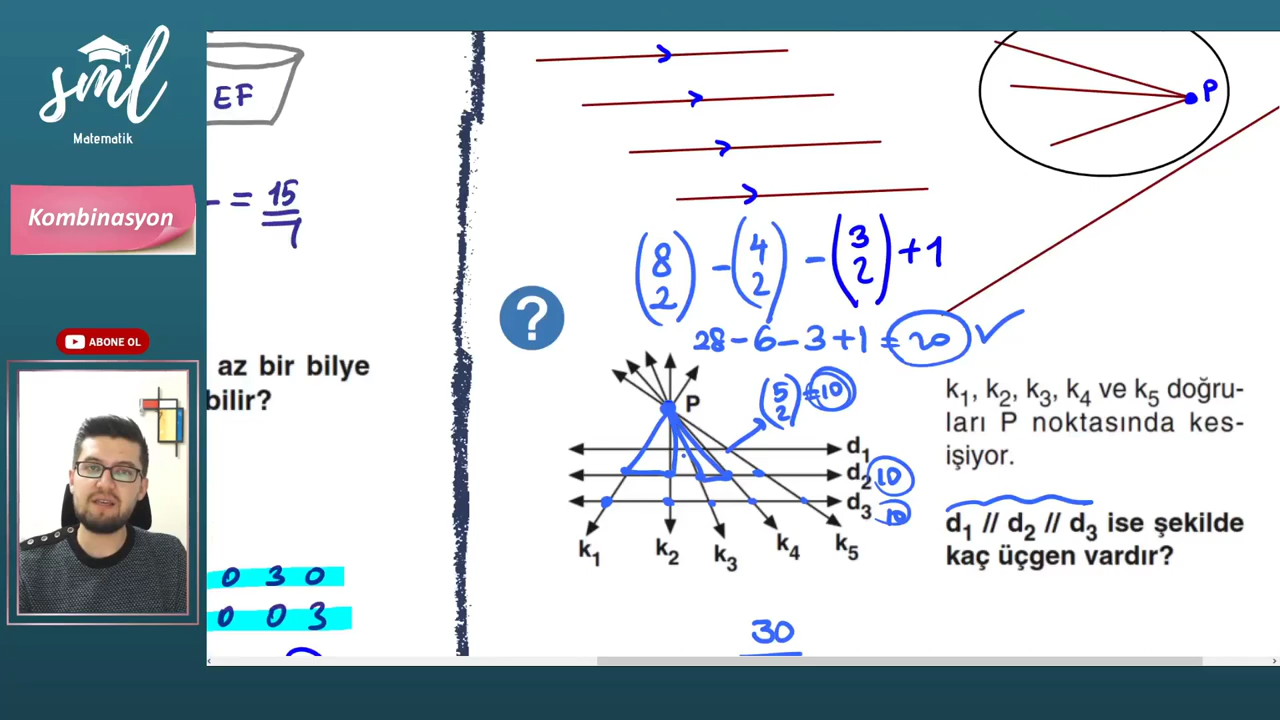 sml
Matematik
Kombinasyon
ABONE OL
EF
= 15
az bir bilye
bilir?
0 3 0
0 0 3
P
(8 2) - (4 2) - (3 2) + 1
28 - 6 - 3 + 1 = 20 ✓
?
P
(5 2) = 10
d1
d2 10
d3 10
k1 k2 k3 k4 k5
k1, k2, k3, k4 ve k5 doğru-
ları P noktasında kes-
işiyor.
d1 // d2 // d3 ise şekilde
kaç üçgen vardır?
30